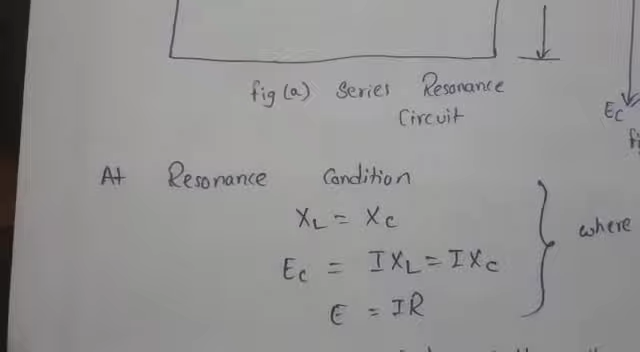 fig (a) Series Resonance
Circuit
Ec
At Resonance Condition
XL = Xc
where
Ec = IXL = IXc
E = IR